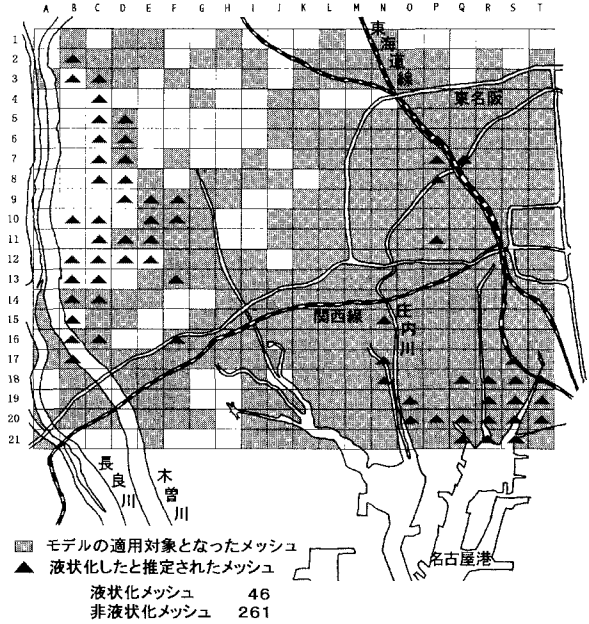 A B C D E F G H I J K L M N O P Q R S T
1
2
3
4
5
6
7
8
9
10
11
12
13
14
15
16
17
18
19
20
21
東海道線
東名阪
関西線
庄内川
長良川
木曽川
名古屋港
モデルの適用対象となったメッシュ
液状化したと推定されたメッシュ
液状化メッシュ 46
非液状化メッシュ 261